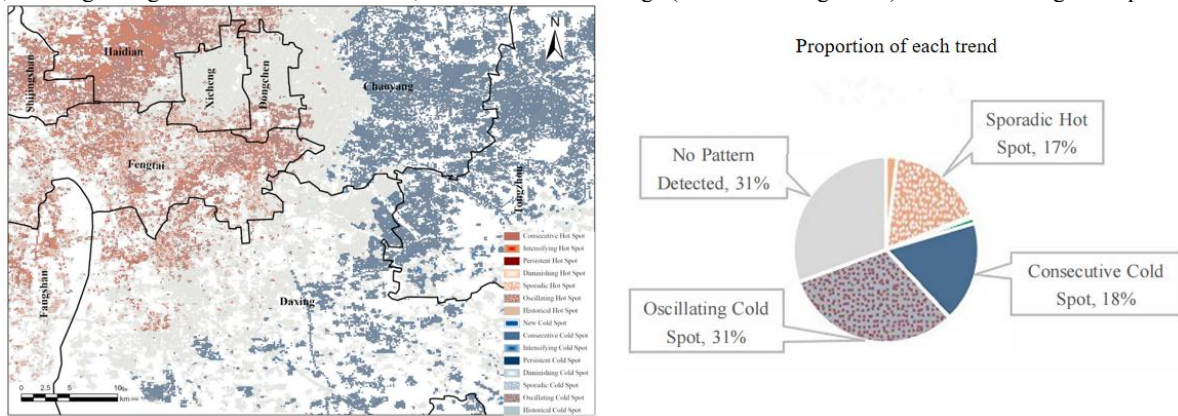 Haidian
Shijingshan
Xicheng
Dongchen
Chaoyang
Fengtai
Tongzhou
Fangshan
Daxing
N
Consecutive Hot Spot
Intensifying Hot Spot
Persistent Hot Spot
Diminishing Hot Spot
Sporadic Hot Spot
Oscillating Hot Spot
Historical Hot Spot
New Cold Spot
Consecutive Cold Spot
Intensifying Cold Spot
Persistent Cold Spot
Diminishing Cold Spot
Sporadic Cold Spot
Oscillating Cold Spot
Historical Cold Spot
0 2.5 5 10
km
Proportion of each trend
Sporadic Hot
Spot, 17%
No Pattern
Detected, 31%
Consecutive Cold
Spot, 18%
Oscillating Cold
Spot, 31%